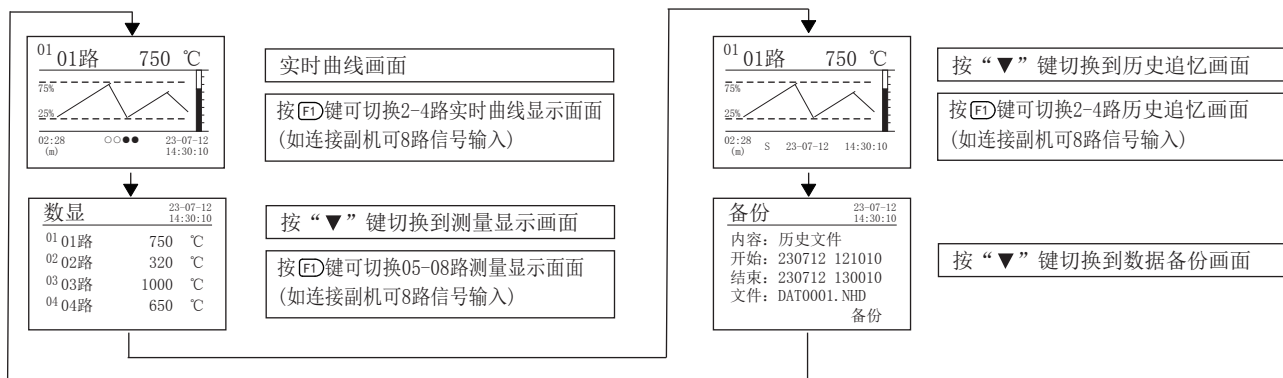 01 01路 750 ℃
75%
25%
02:28 23-07-12
(m) 14:30:10
实时曲线画面
按F1键可切换2-4路实时曲线显示面面
(如连接副机可8路信号输入)
数显 23-07-12
14:30:10
01 01路 750 ℃
02 02路 320 ℃
03 03路 1000 ℃
04 04路 650 ℃
按“▼”键切换到测量显示画面
按F1键可切换05-08路测量显示面面
(如连接副机可8路信号输入)
01 01路 750 ℃
75%
25%
02:28
(m) S 23-07-12 14:30:10
按“▼”键切换到历史追忆画面
按F1键可切换2-4路历史追忆画面
(如连接副机可8路信号输入)
备份 23-07-12
14:30:10
内容：历史文件
开始：230712 121010
结束：230712 130010
文件：DAT0001.NHD
备份
按“▼”键切换到数据备份画面